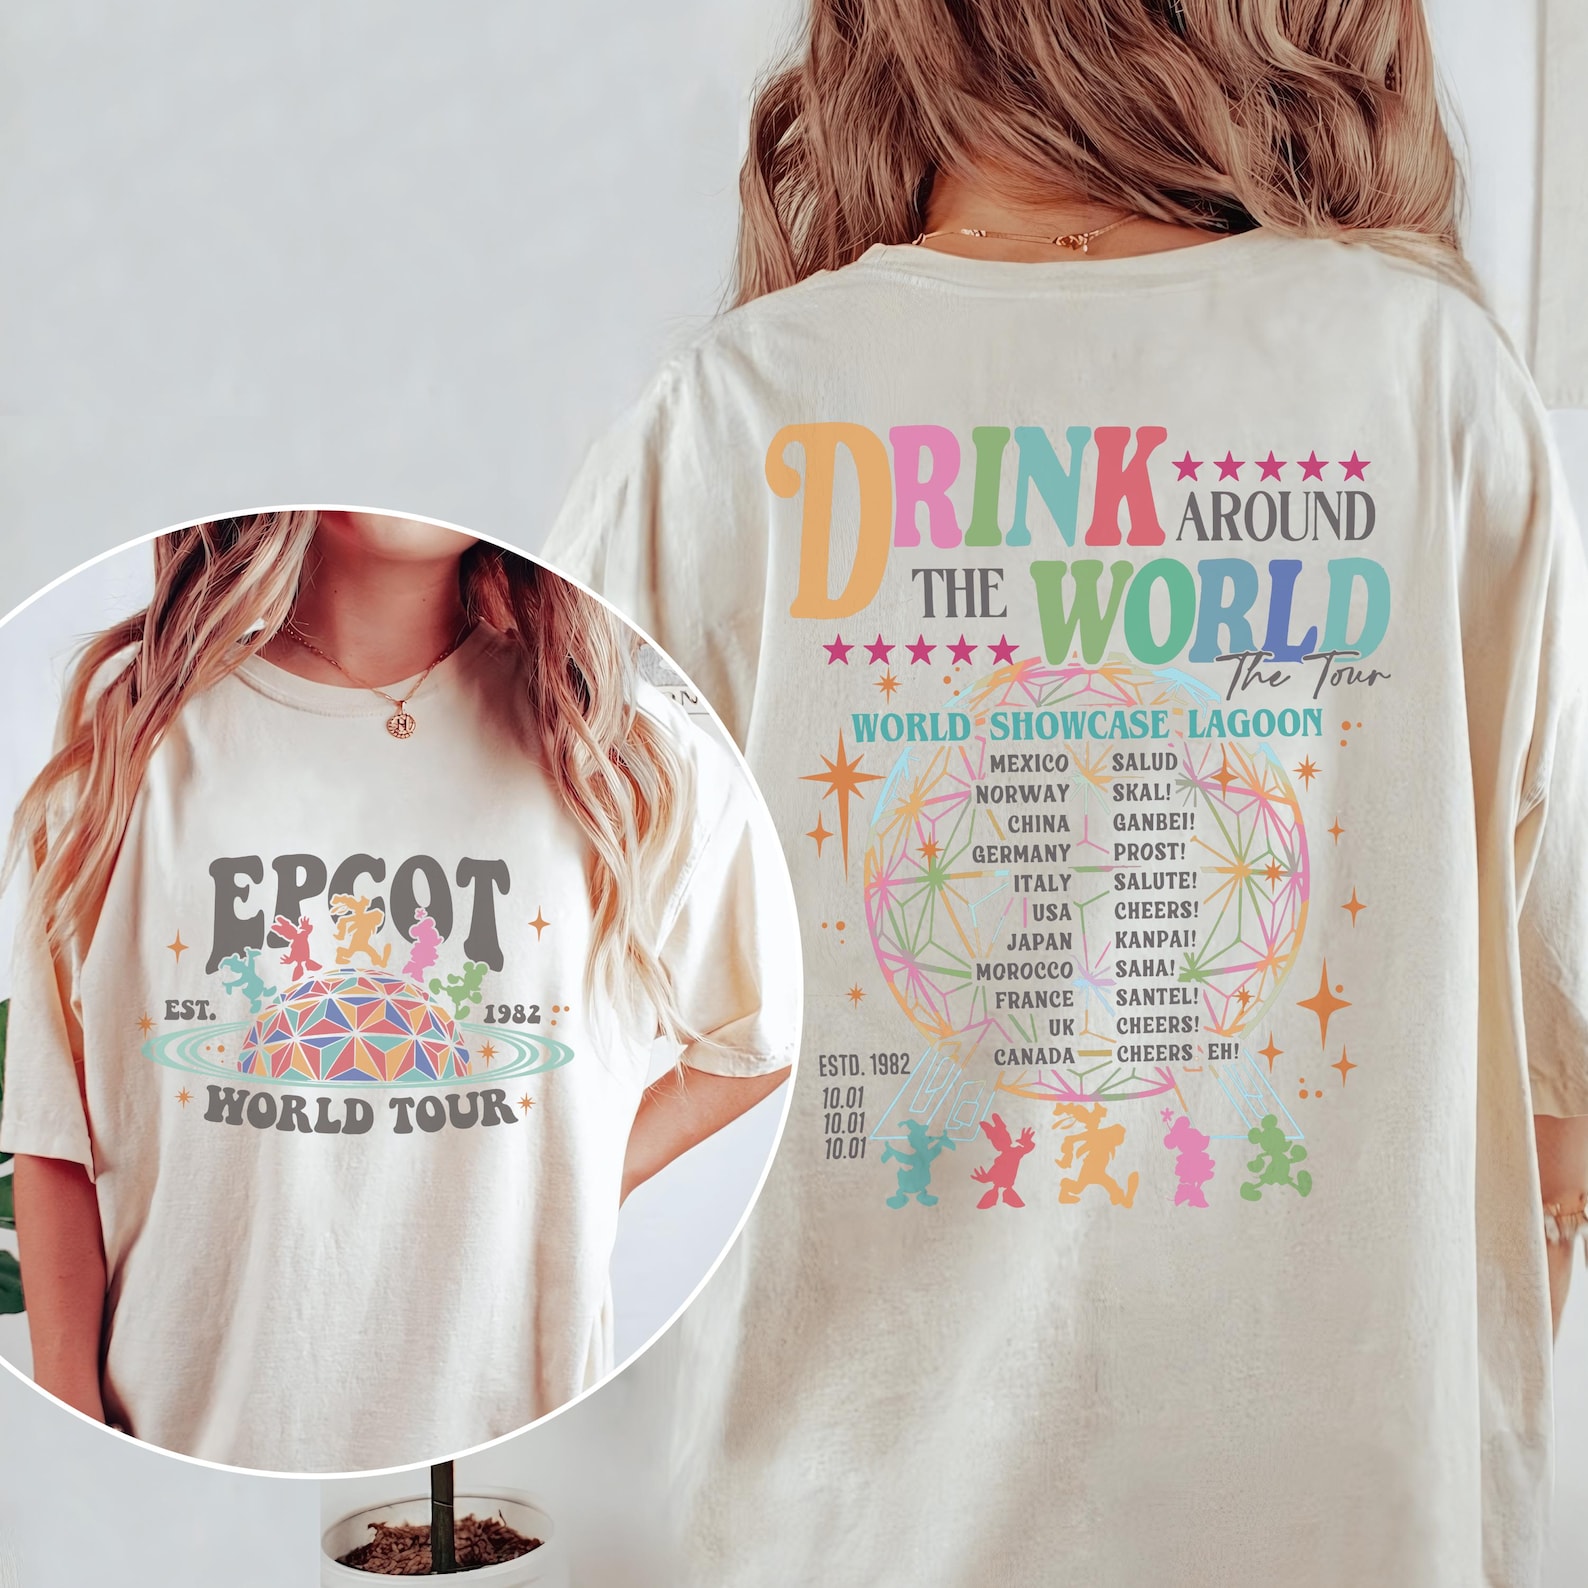 DRINK
AROUND
THE WORLD
The Tour
WORLD SHOWCASE LAGOON
MEXICO SALUD
NORWAY SKAL!
CHINA GANBEI!
GERMANY PROST!
ITALY SALUTE!
USA CHEERS!
JAPAN KANPAI!
MOROCCO SAHA!
FRANCE SANTEL!
UK CHEERS!
CANADA CHEERS EH!
ESTD. 1982
10.01
10.01
10.01
EPCOT
EST. 1982
WORLD TOUR